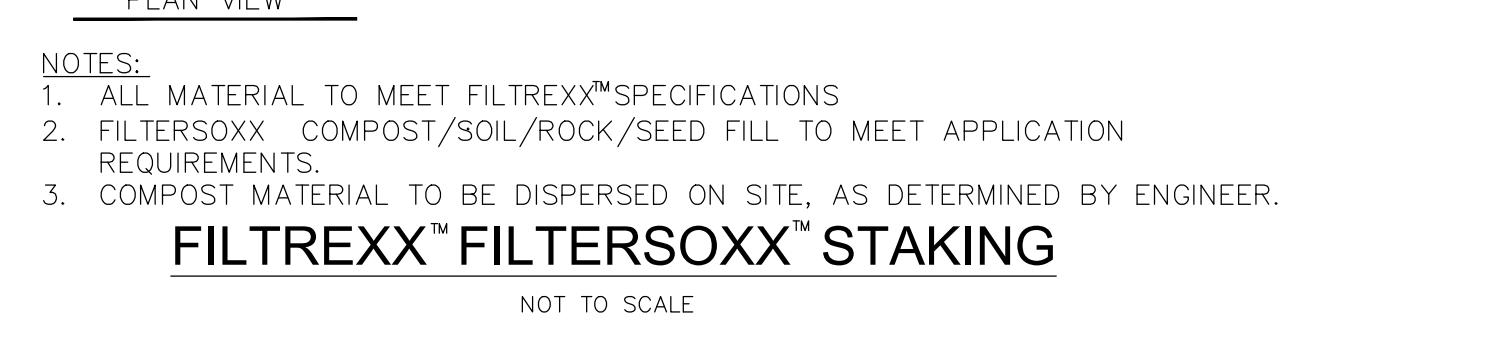 PLAN VIEW
NOTES:
1. ALL MATERIAL TO MEET FILTREXX™ SPECIFICATIONS
2. FILTERSOXX COMPOST/SOIL/ROCK/SEED FILL TO MEET APPLICATION
REQUIREMENTS.
3. COMPOST MATERIAL TO BE DISPERSED ON SITE, AS DETERMINED BY ENGINEER.
FILTREXX™ FILTERSOXX™ STAKING
NOT TO SCALE